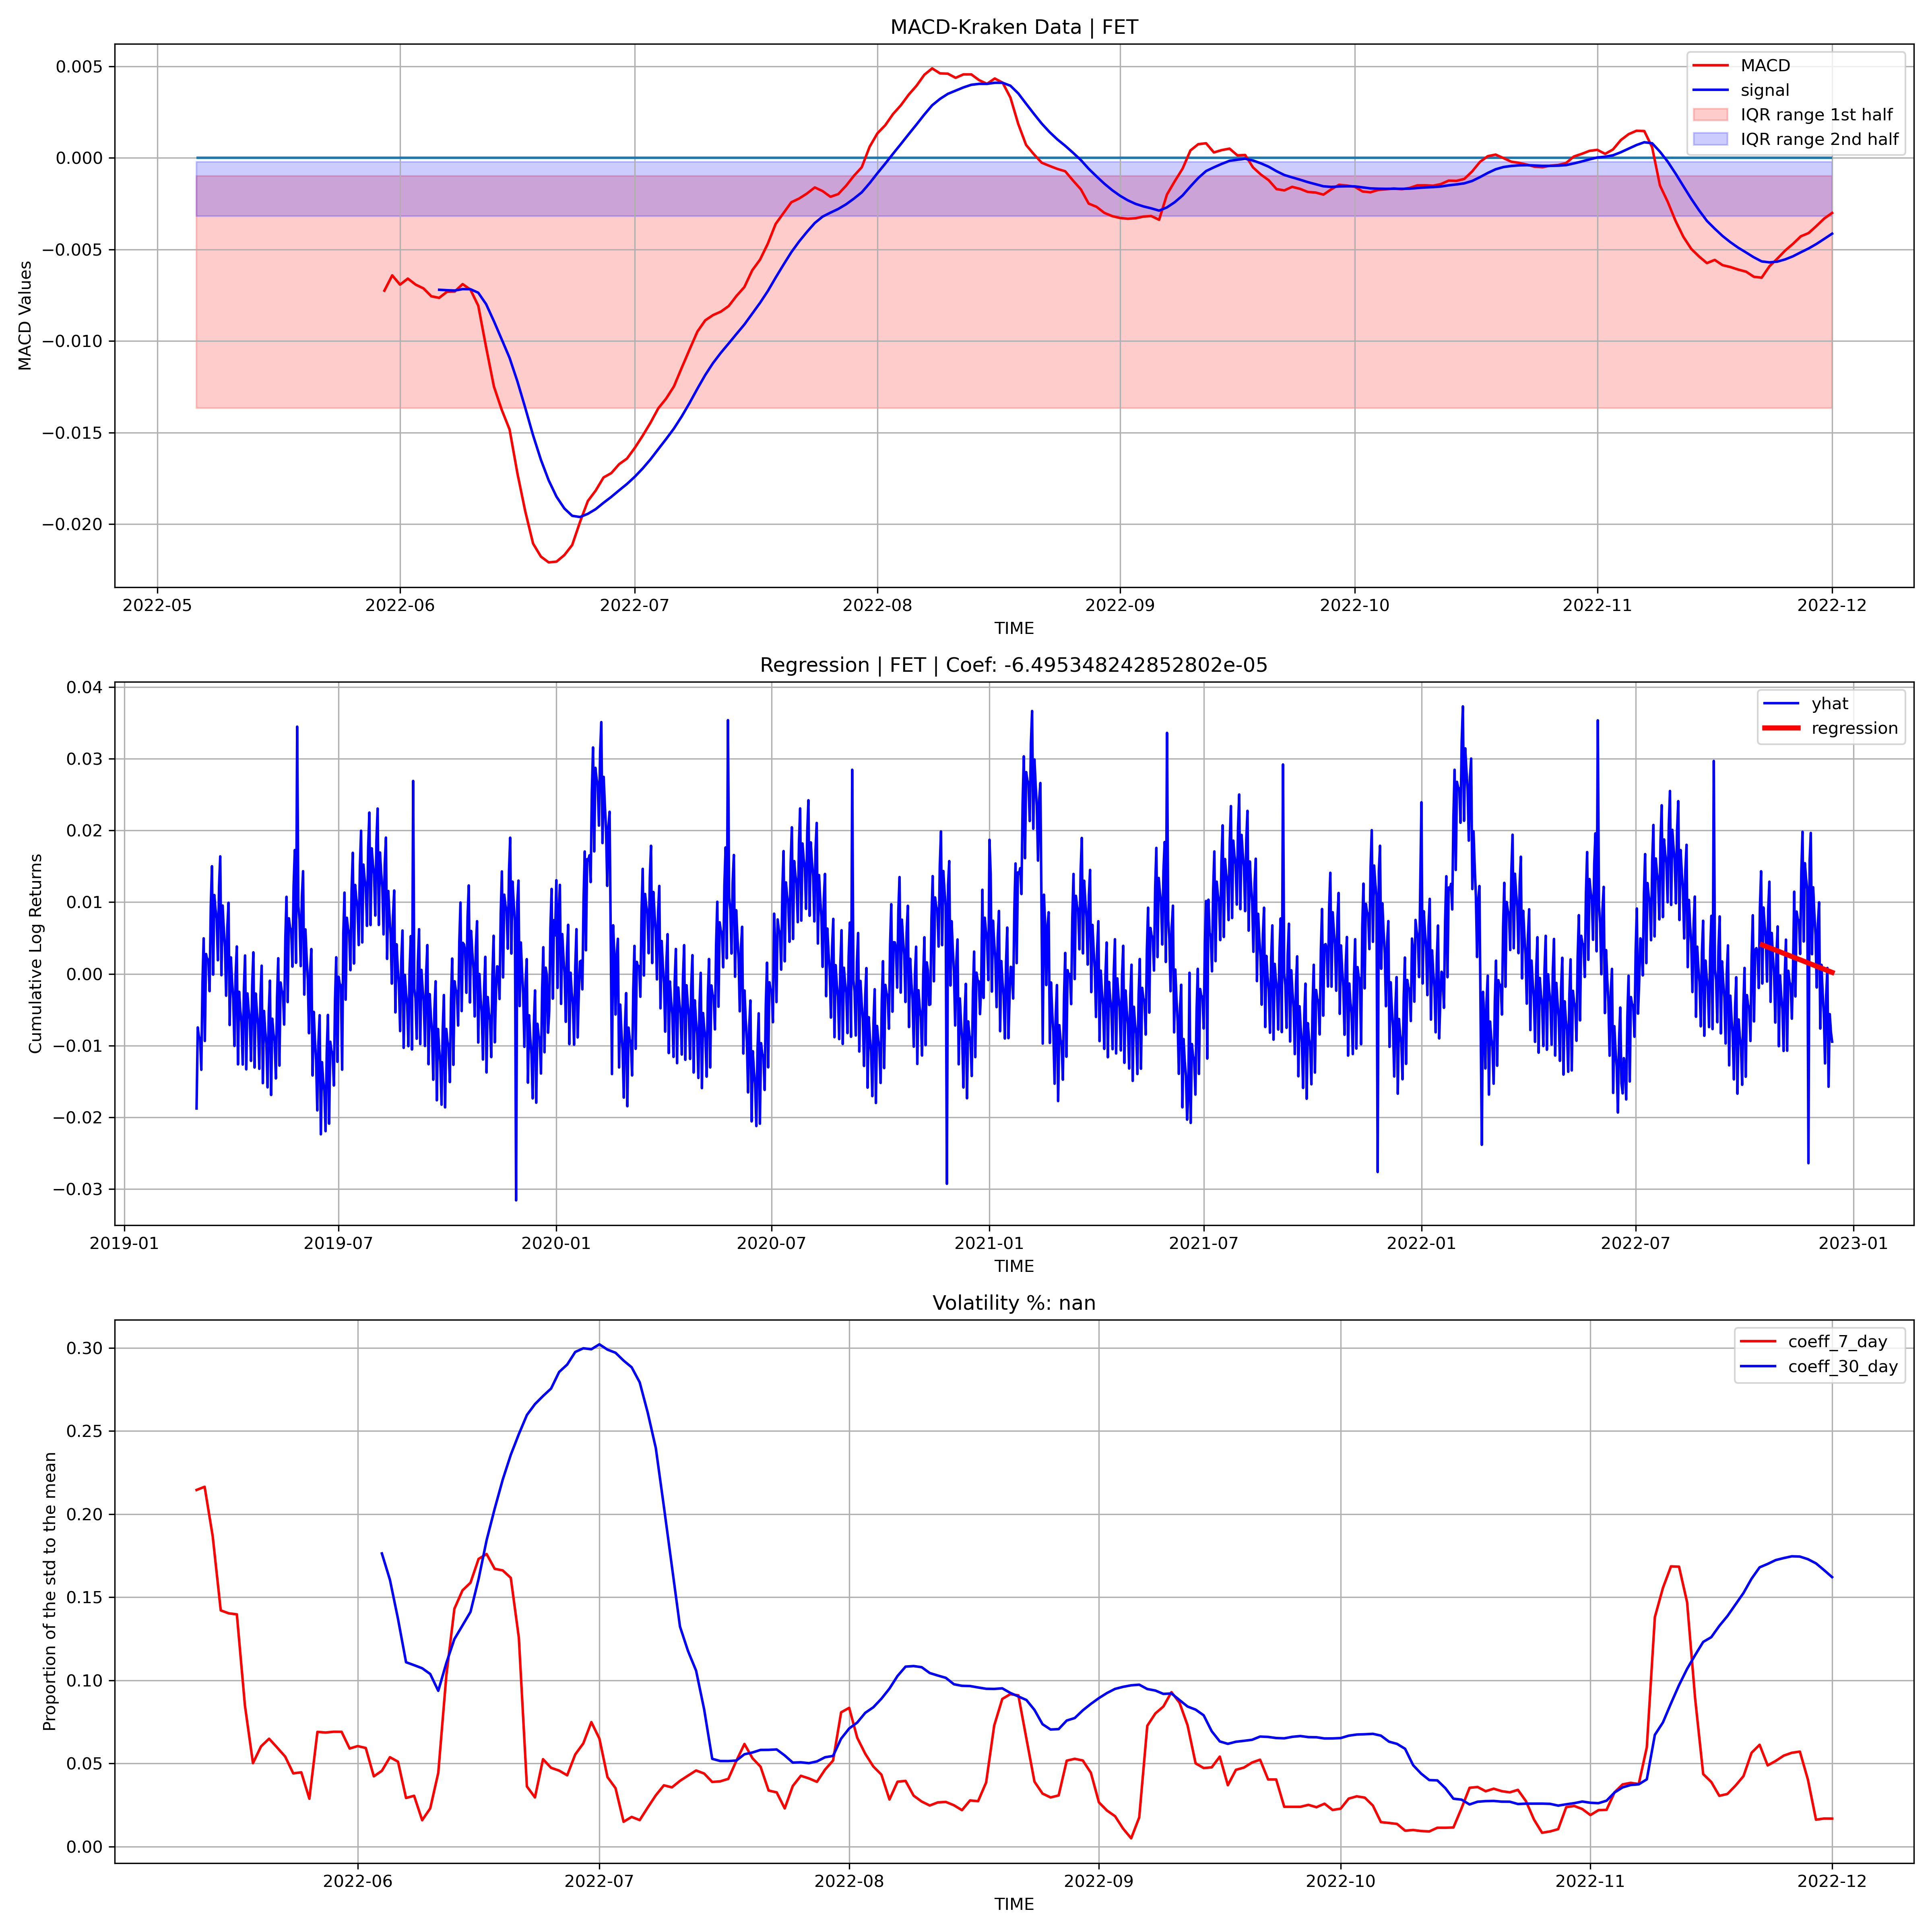 MACD-Kraken Data | FET
MACD
signal
IQR range 1st half
IQR range 2nd half
0.005
0.000
−0.005
−0.010
−0.015
−0.020
MACD Values
2022-05 2022-06 2022-07 2022-08 2022-09 2022-10 2022-11 2022-12
TIME
Regression | FET | Coef: -6.495348242852802e-05
yhat
regression
0.04
0.03
0.02
0.01
0.00
−0.01
−0.02
−0.03
Cumulative Log Returns
2019-01 2019-07 2020-01 2020-07 2021-01 2021-07 2022-01 2022-07 2023-01
TIME
Volatility %: nan
coeff_7_day
coeff_30_day
0.30
0.25
0.20
0.15
0.10
0.05
0.00
Proportion of the std to the mean
2022-06 2022-07 2022-08 2022-09 2022-10 2022-11 2022-12
TIME